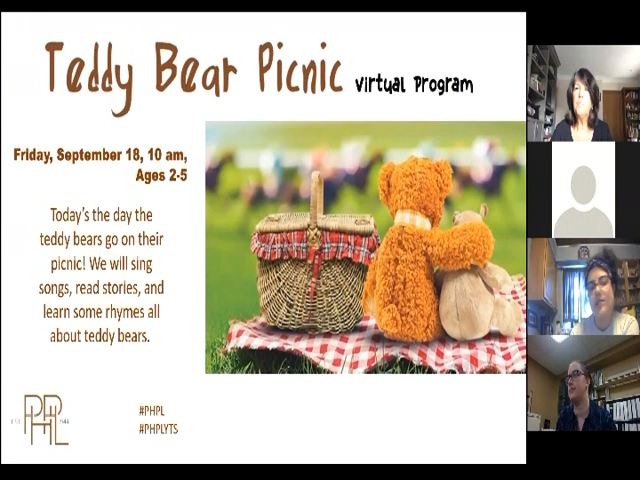 Teddy Bear Picnic virtual Program
Friday, September 18, 10 am,
Ages 2-5
Today's the day the
teddy bears go on their
picnic! We will sing
songs, read stories, and
learn some rhymes all
about teddy bears.
PHPL
#PHPL
#PHPLYTS